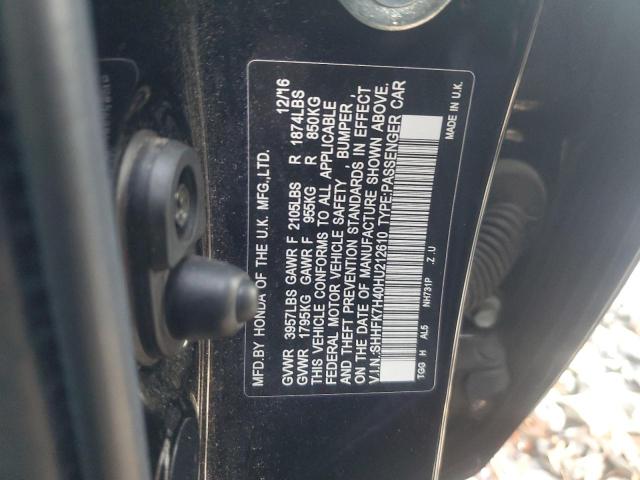 MFD.BY HONDA OF THE U.K. MFG.,LTD. 12/16
GVWR 3957LBS GAWR F 2105LBS R 1874LBS
GVWR 1795KG GAWR F 955KG R 850KG
THIS VEHICLE CONFORMS TO ALL APPLICABLE
FEDERAL MOTOR VEHICLE SAFETY , BUMPER ,
AND THEFT PREVENTION STANDARDS IN EFFECT
ON THE DATE OF MANUFACTURE SHOWN ABOVE.
V.I.N.:SHHFK7H40HU212610 TYPE:PASSENGER CAR
TGG H AL5 NH731P .Z .U MADE IN U.K.